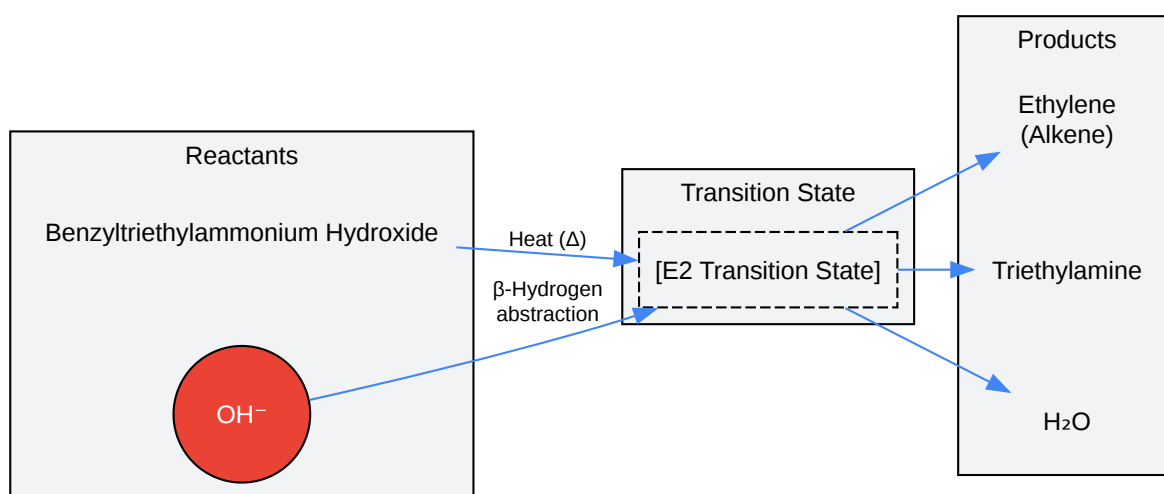 Reactants
Benzyltriethylammonium Hydroxide
OH⁻
Heat (Δ)
β-Hydrogen
abstraction
Transition State
[E2 Transition State]
Products
Ethylene
(Alkene)
Triethylamine
H₂O